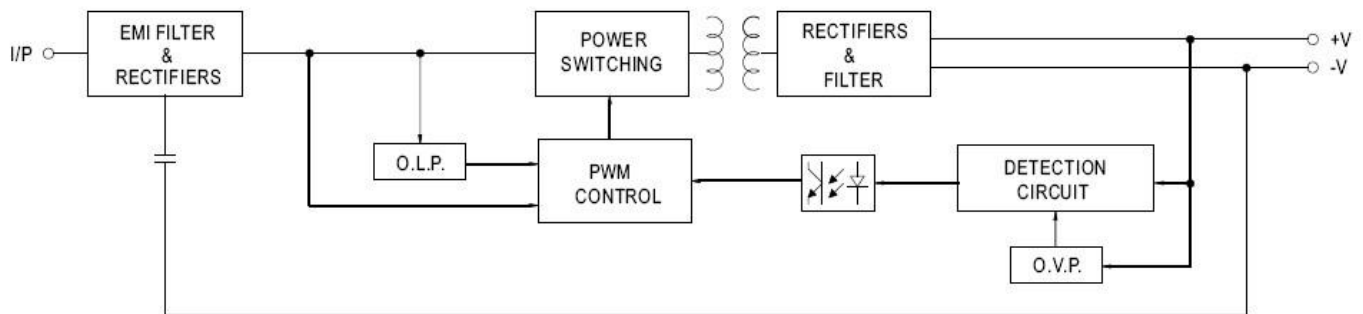 I/P
EMI FILTER
&
RECTIFIERS
POWER
SWITCHING
RECTIFIERS
&
FILTER
+V
-V
O.L.P.
PWM
CONTROL
DETECTION
CIRCUIT
O.V.P.